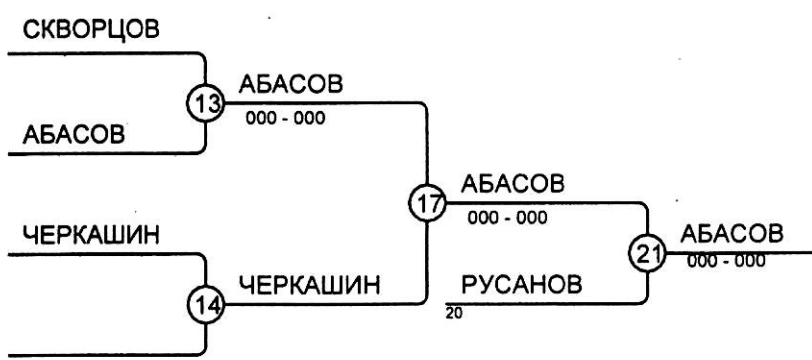 СКВОРЦОВ
13
АБАСОВ
000 - 000
АБАСОВ
17
АБАСОВ
000 - 000
ЧЕРКАШИН
21
АБАСОВ
000 - 000
14
ЧЕРКАШИН
РУСАНОВ
20